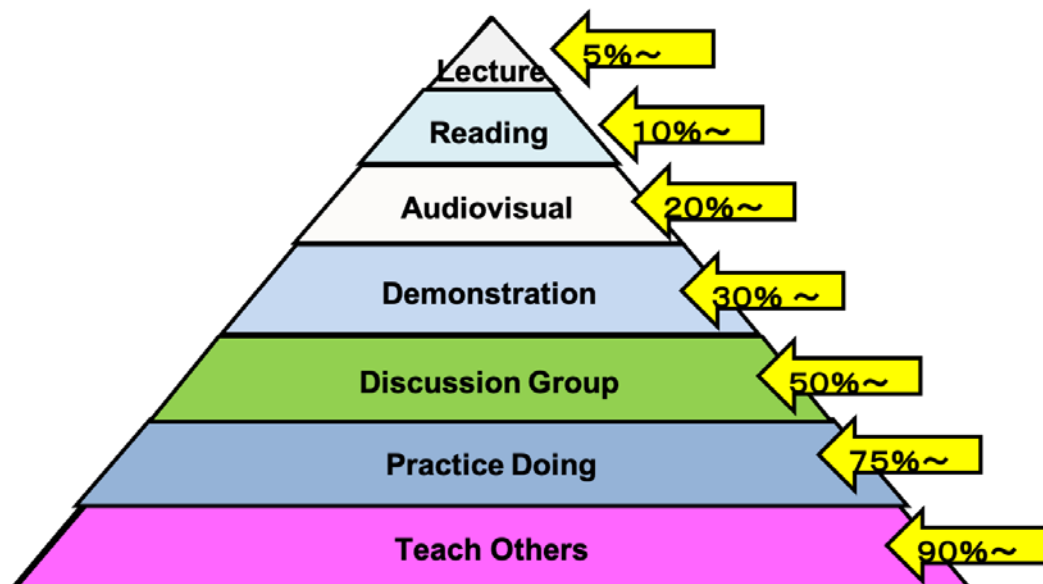 Lecture 5%～
Reading 10%～
Audiovisual 20%～
Demonstration 30% ～
Discussion Group 50%～
Practice Doing 75%～
Teach Others 90%～